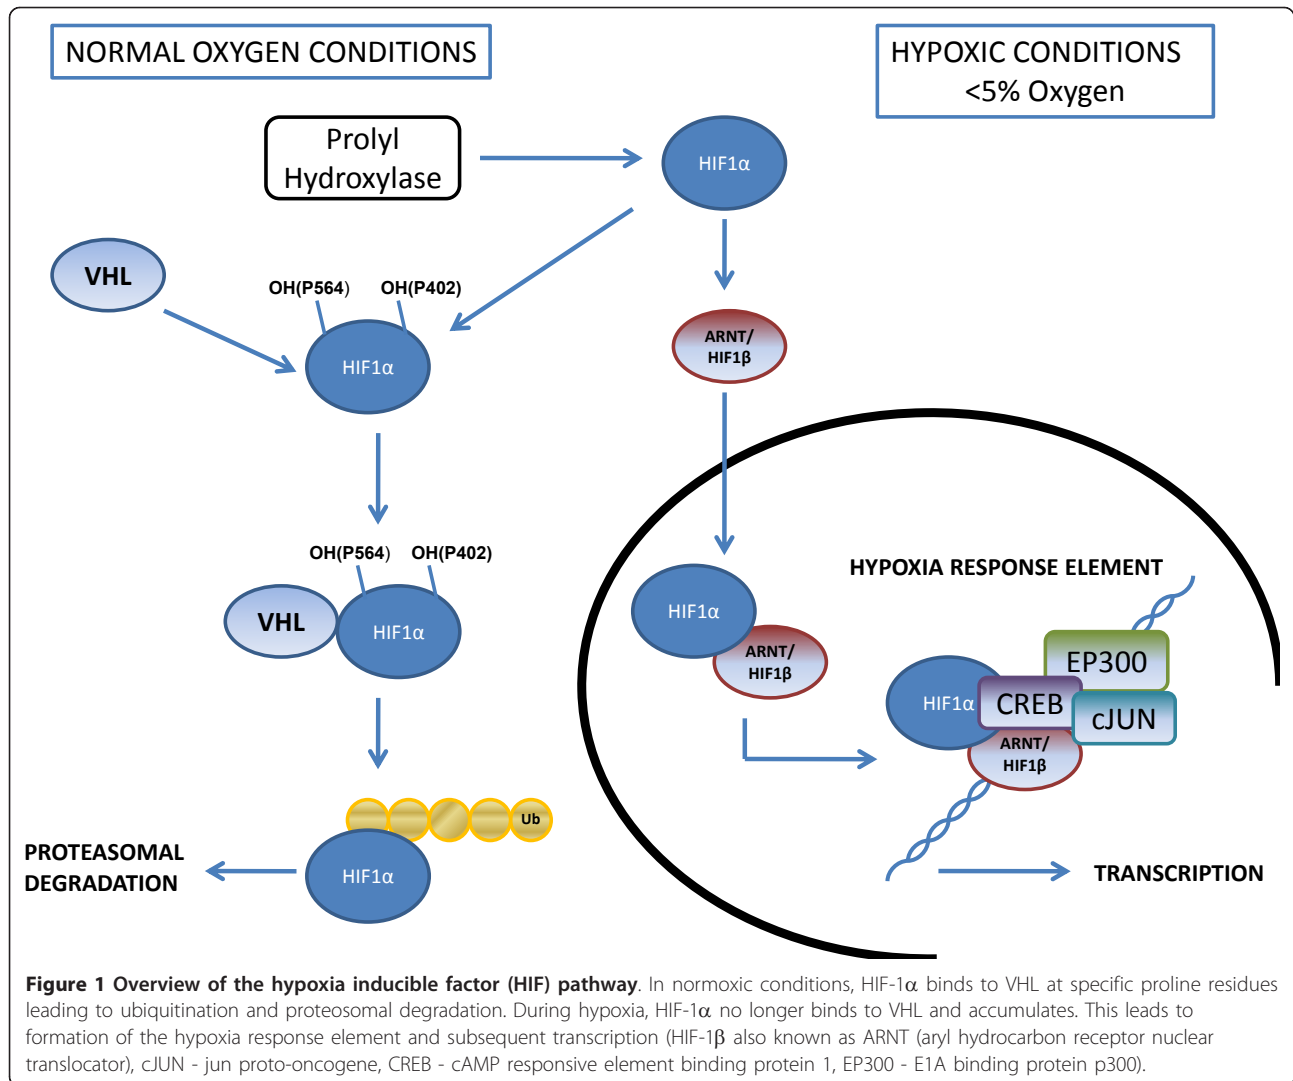 NORMAL OXYGEN CONDITIONS
HYPOXIC CONDITIONS
<5% Oxygen
Prolyl
Hydroxylase
HIF1α
VHL
OH(P564)
OH(P402)
HIF1α
ARNT/
HIF1β
OH(P564)
OH(P402)
VHL
HIF1α
HIF1α
ARNT/
HIF1β
HYPOXIA RESPONSE ELEMENT
EP300
HIF1α
CREB
cJUN
ARNT/
HIF1β
Ub
HIF1α
PROTEASOMAL
DEGRADATION
TRANSCRIPTION
Figure 1 Overview of the hypoxia inducible factor (HIF) pathway. In normoxic conditions, HIF-1α binds to VHL at specific proline residues
leading to ubiquitination and proteosomal degradation. During hypoxia, HIF-1α no longer binds to VHL and accumulates. This leads to
formation of the hypoxia response element and subsequent transcription (HIF-1β also known as ARNT (aryl hydrocarbon receptor nuclear
translocator), cJUN - jun proto-oncogene, CREB - cAMP responsive element binding protein 1, EP300 - E1A binding protein p300).